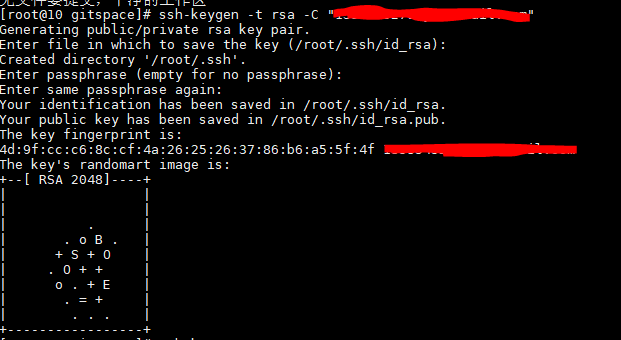 [root@10 gitspace]# ssh-keygen -t rsa -C "
Generating public/private rsa key pair.
Enter file in which to save the key (/root/.ssh/id_rsa):
Created directory '/root/.ssh'.
Enter passphrase (empty for no passphrase):
Enter same passphrase again:
Your identification has been saved in /root/.ssh/id_rsa.
Your public key has been saved in /root/.ssh/id_rsa.pub.
The key fingerprint is:
4d:9f:cc:c6:8c:cf:4a:26:25:26:37:86:b6:a5:5f:4f
The key's randomart image is:
+--[ RSA 2048]----+
|                 |
|                 |
|          .      |
|       . o B .   |
|      + S + O    |
|     . O + +     |
|      o . + E    |
|       . = +     |
|        . . .    |
+-----------------+